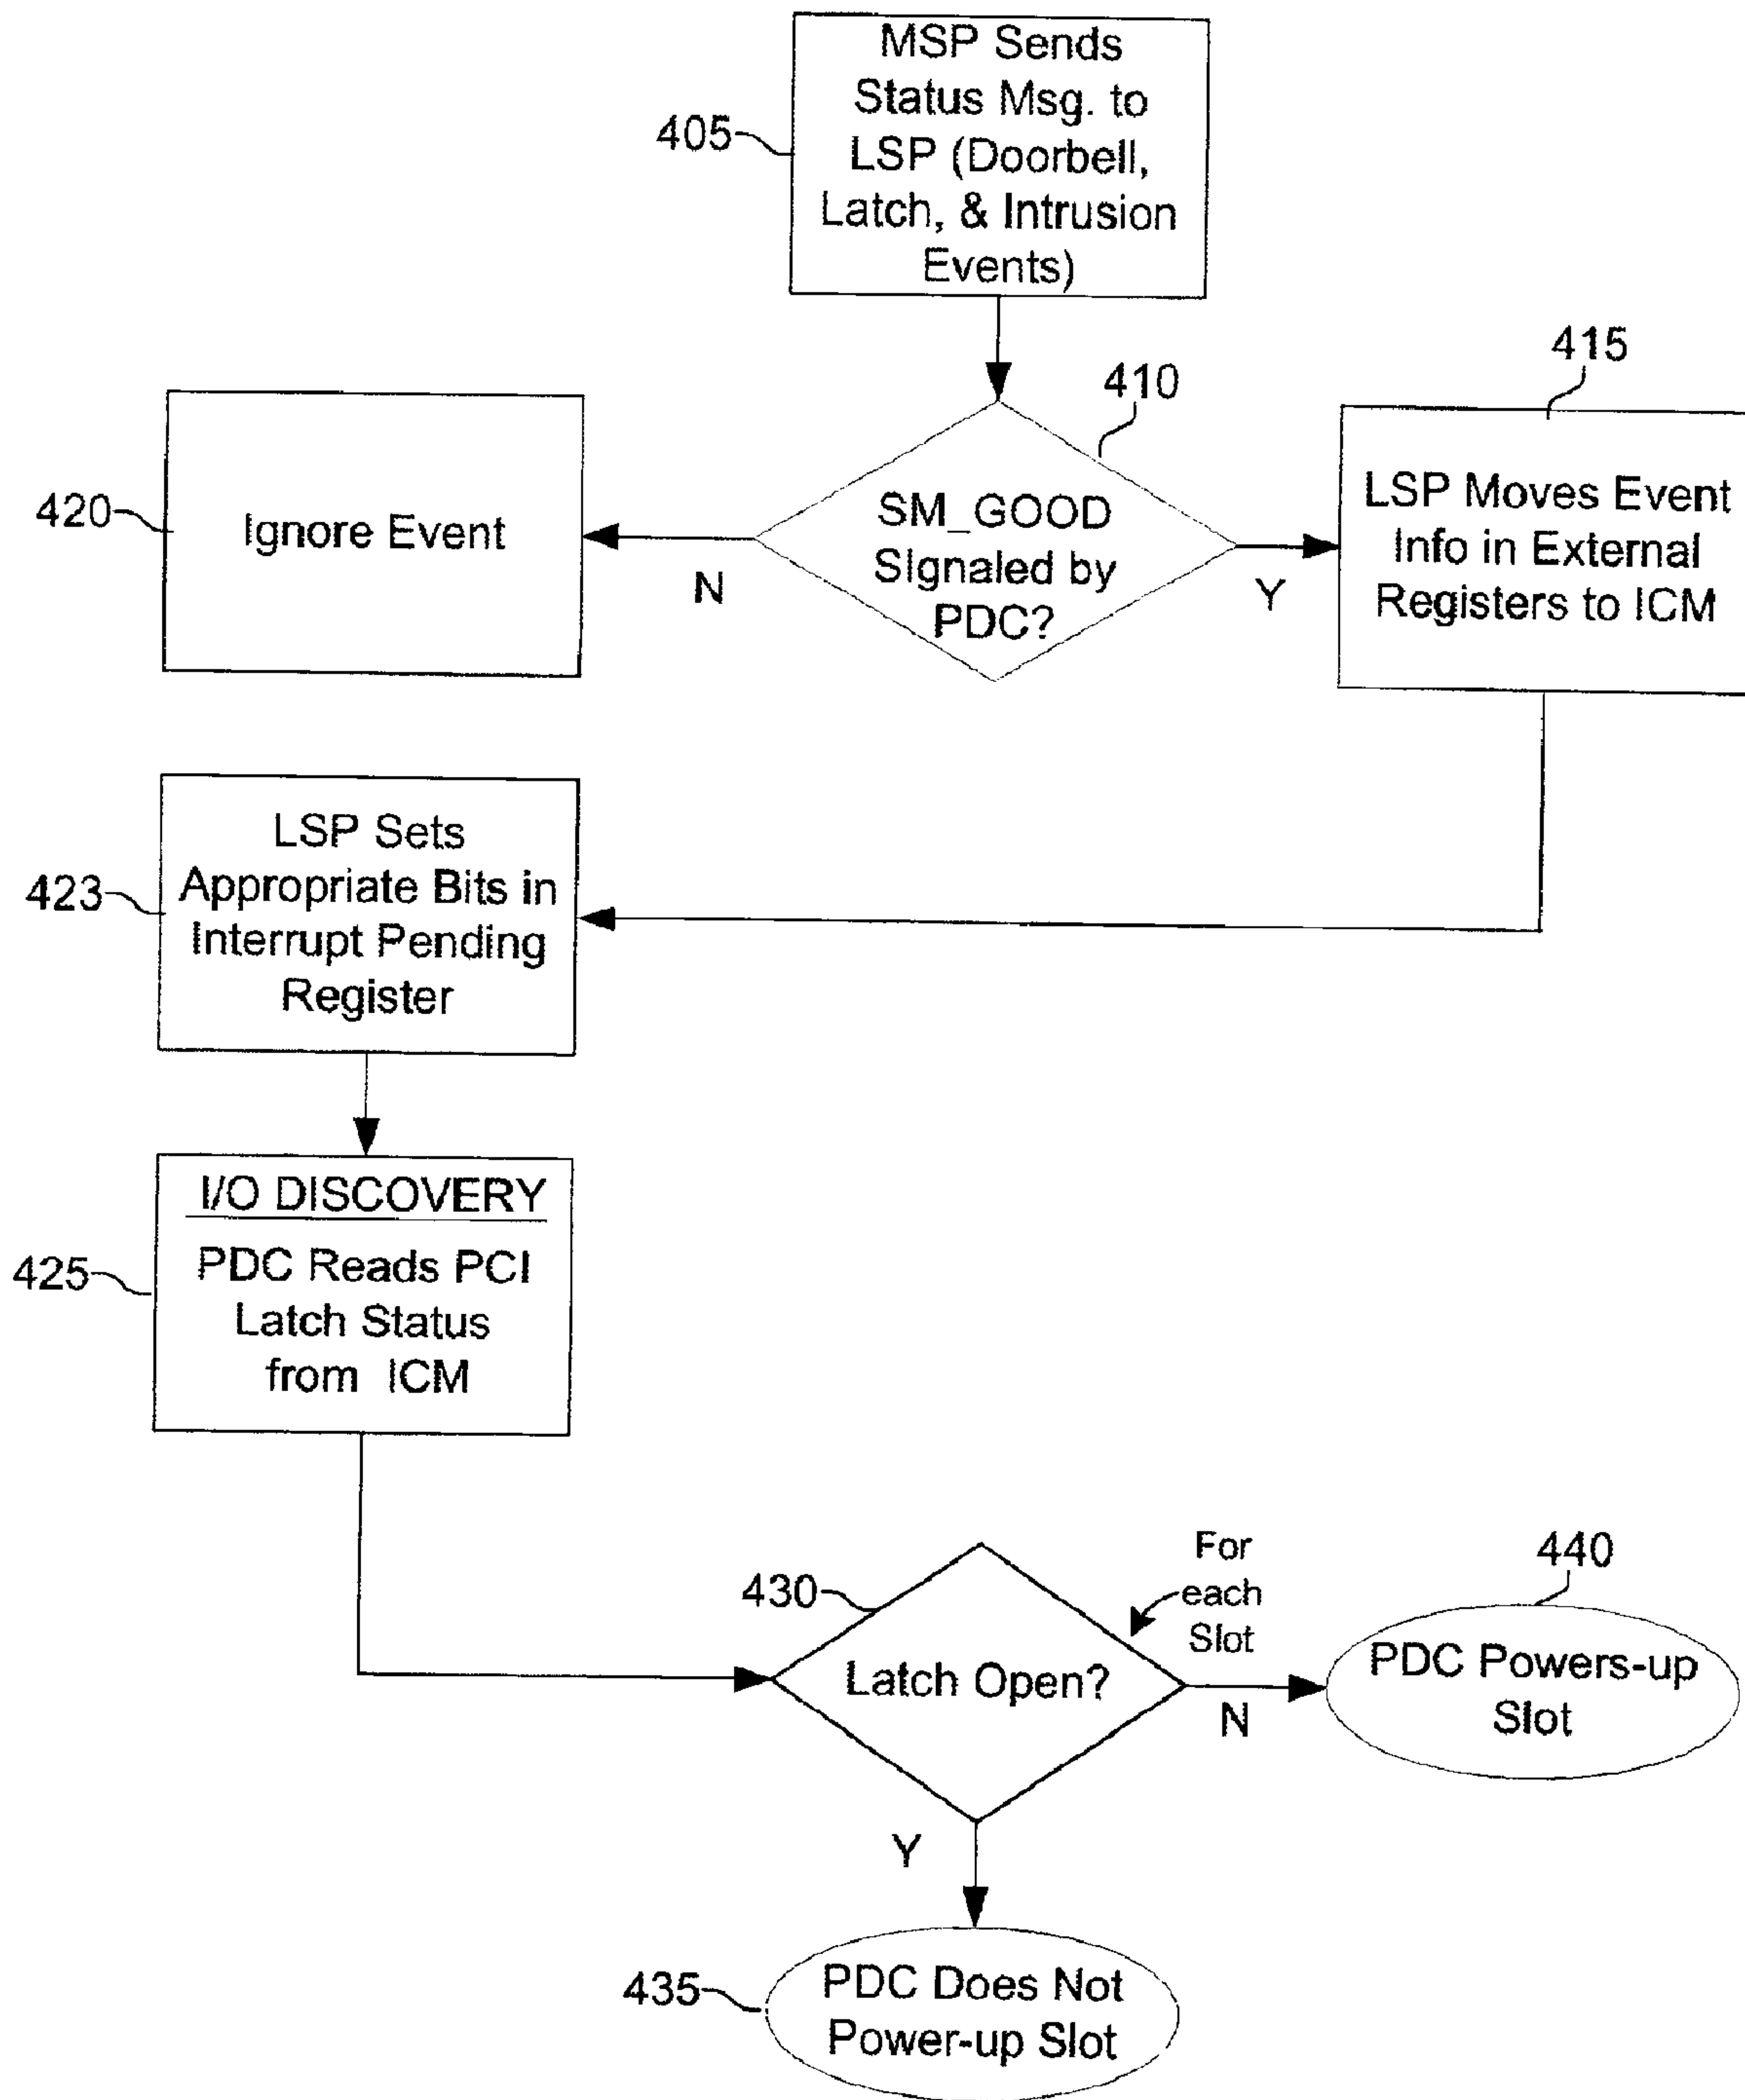 MSP Sends
Status Msg. to
LSP (Doorbell,
Latch, & Intrusion
Events)
405
410
415
SM_GOOD
SIgnaled by
PDC?
N
Y
420
Ignore Event
LSP Moves Event
Info in External
Registers to ICM
423
LSP Sets
Appropriate Bits in
Interrupt Pending
Register
425
I/O DISCOVERY
PDC Reads PCI
Latch Status
from ICM
430
For
each
Slot
Latch Open?
N
Y
440
PDC Powers-up
Slot
435
PDC Does Not
Power-up Slot